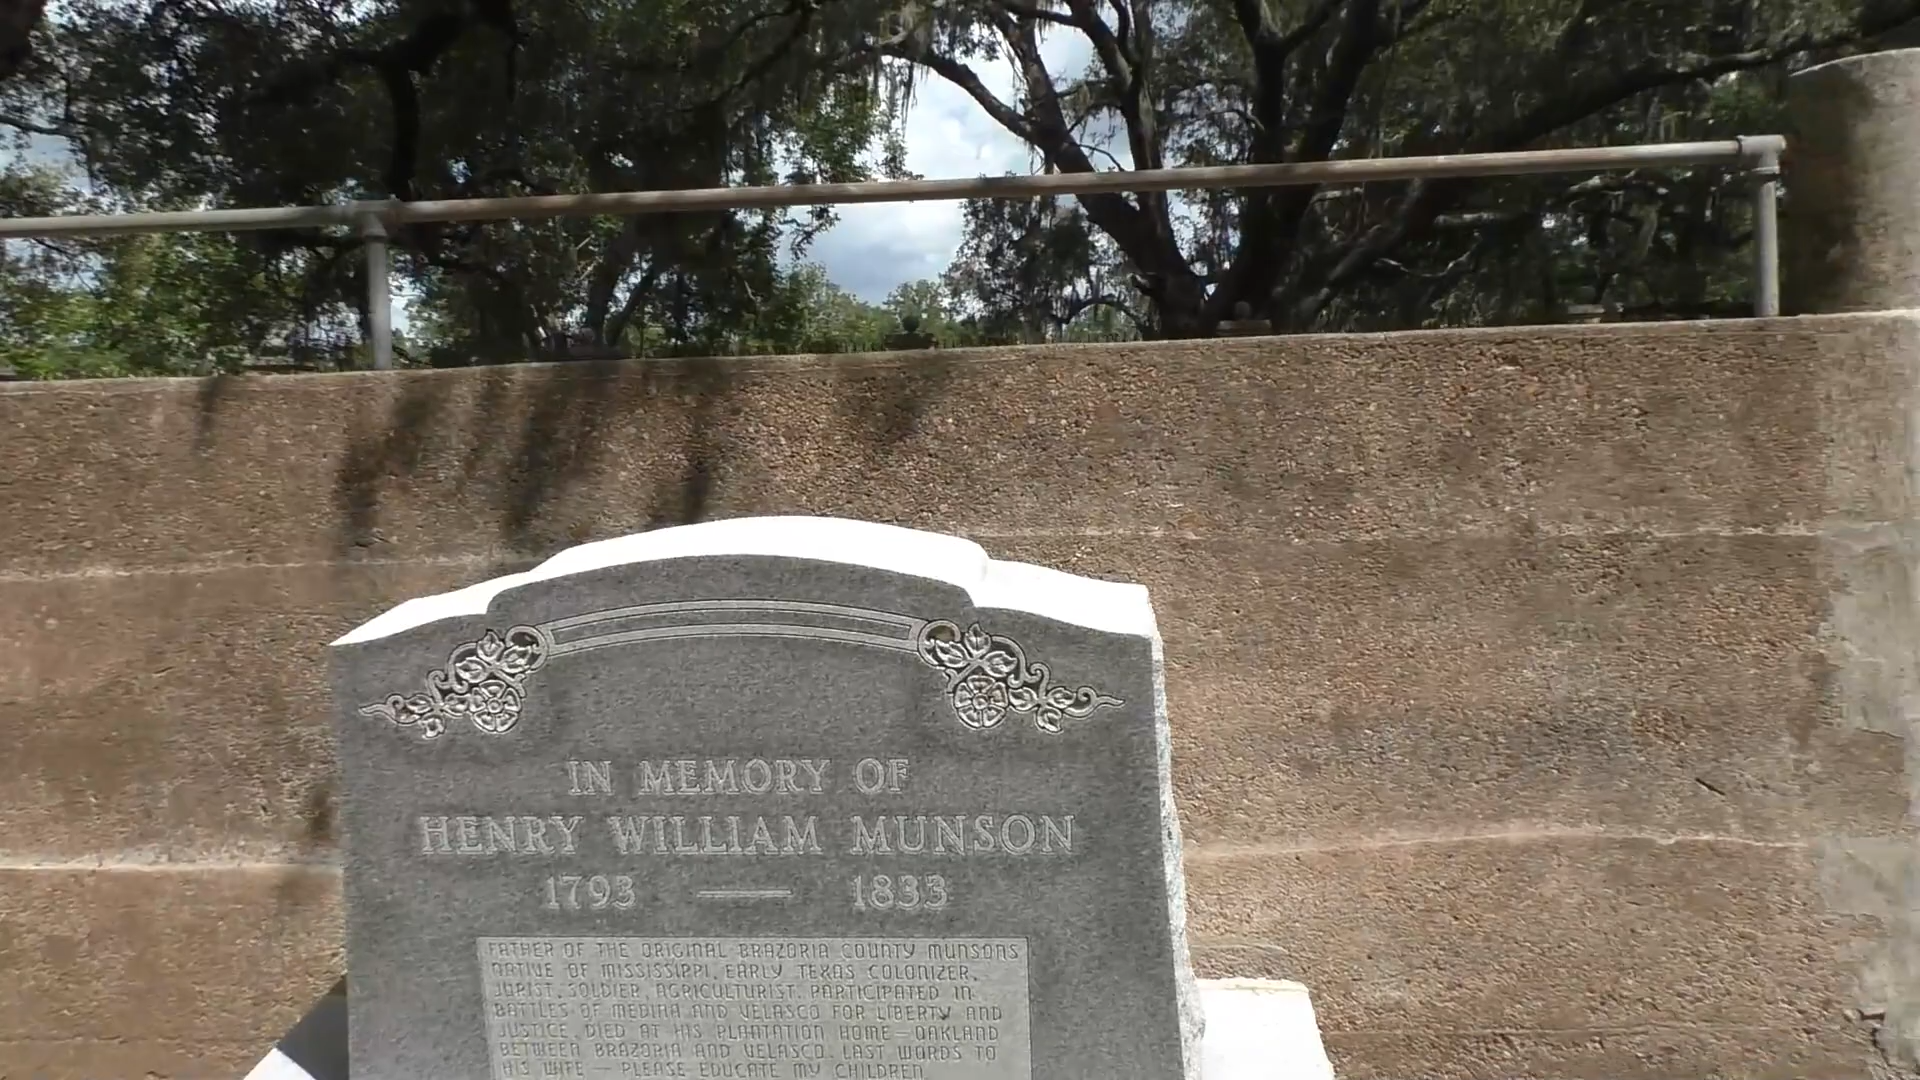 IN MEMORY OF
HENRY WILLIAM MUNSON
1793 — 1833
FATHER OF THE ORIGINAL BRAZORIA COUNTY MUNSONS
NATIVE OF MISSISSIPPI, EARLY TEXAS COLONIZER,
JURIST, SOLDIER, AGRICULTURIST. PARTICIPATED IN
BATTLES OF MEDINA AND VELASCO FOR LIBERTY AND
JUSTICE. DIED AT HIS PLANTATION HOME — OAKLAND
BETWEEN BRAZORIA AND VELASCO. LAST WORDS TO
HIS WIFE — PLEASE EDUCATE MY CHILDREN.